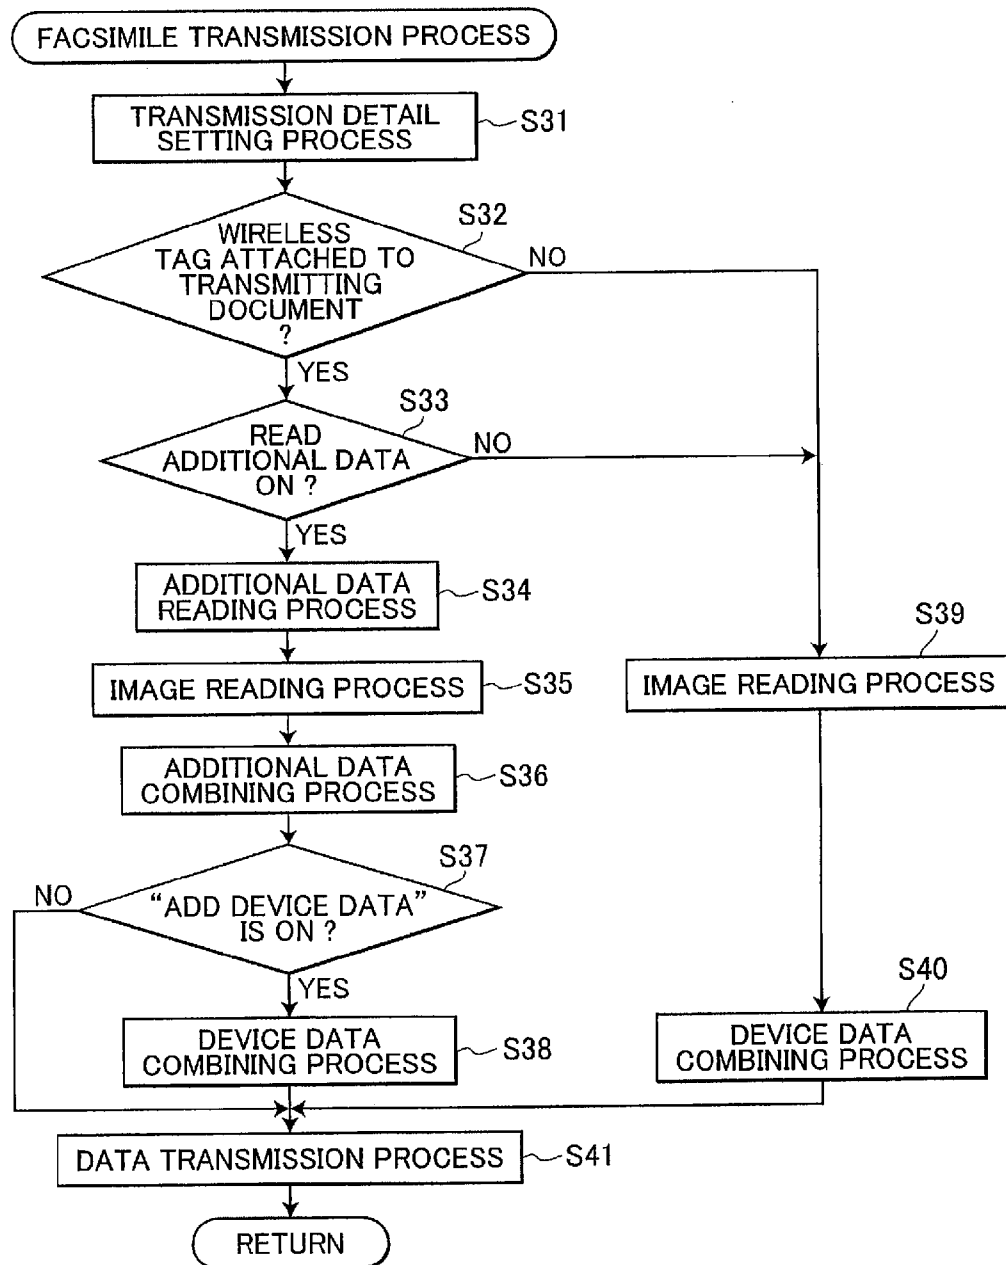 FACSIMILE TRANSMISSION PROCESS
TRANSMISSION DETAIL
SETTING PROCESS
S31
WIRELESS
TAG ATTACHED TO
TRANSMITTING
DOCUMENT
?
S32
NO
YES
READ
ADDITIONAL DATA
ON ?
S33
NO
YES
ADDITIONAL DATA
READING PROCESS
S34
IMAGE READING PROCESS
S35
IMAGE READING PROCESS
S39
ADDITIONAL DATA
COMBINING PROCESS
S36
"ADD DEVICE DATA"
IS ON ?
S37
NO
YES
DEVICE DATA
COMBINING PROCESS
S38
DEVICE DATA
COMBINING PROCESS
S40
DATA TRANSMISSION PROCESS
S41
RETURN